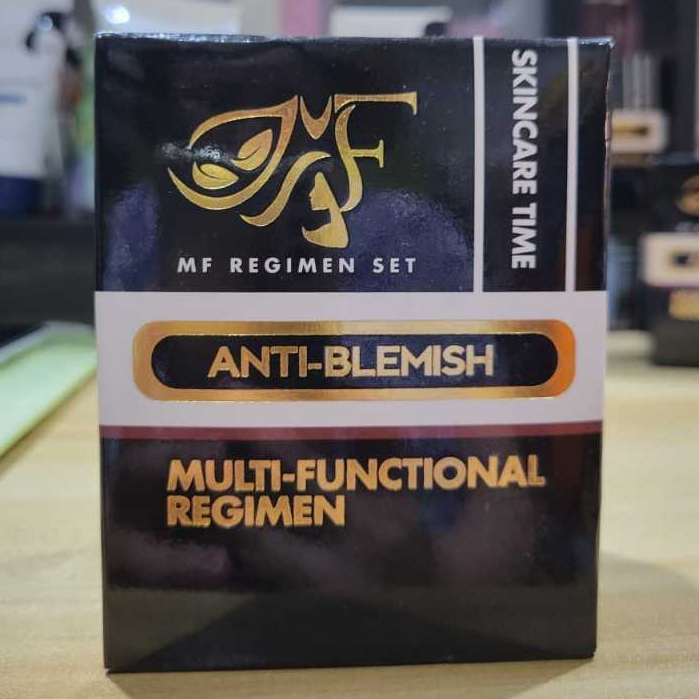 MF
MF REGIMEN SET
SKINCARE TIME
ANTI-BLEMISH
MULTI-FUNCTIONAL
REGIMEN